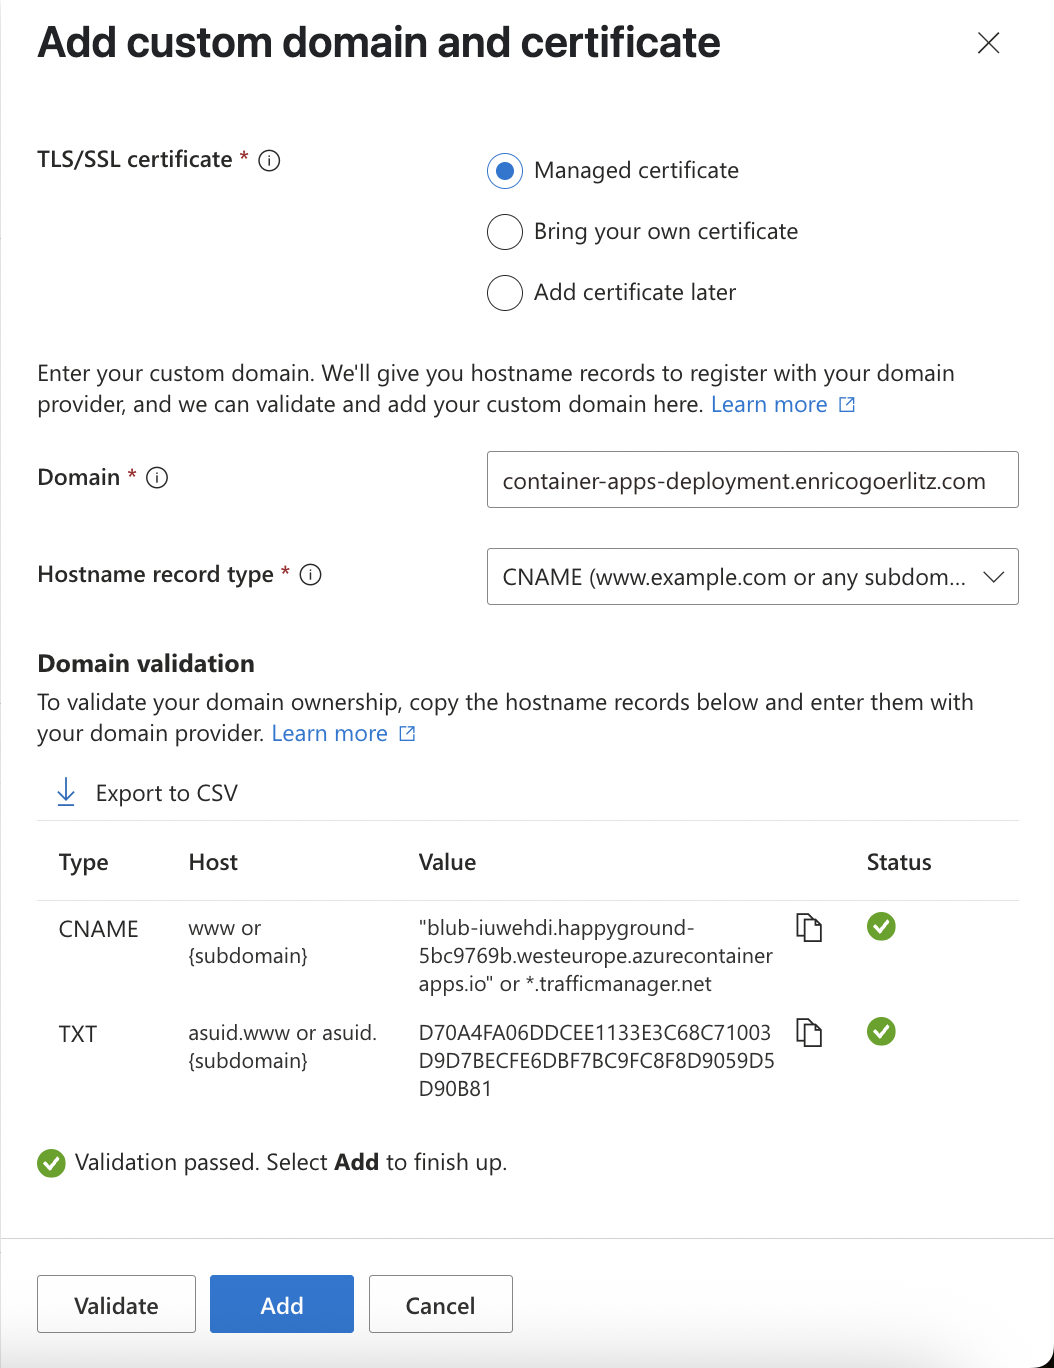 Add custom domain and certificate
TLS/SSL certificate *
Managed certificate
Bring your own certificate
Add certificate later
Enter your custom domain. We'll give you hostname records to register with your domain
provider, and we can validate and add your custom domain here. Learn more
Domain *
container-apps-deployment.enricogoerlitz.com
Hostname record type *
CNAME (www.example.com or any subdom...
Domain validation
To validate your domain ownership, copy the hostname records below and enter them with
your domain provider. Learn more
Export to CSV
Type Host Value Status
CNAME www or "blub-iuwehdi.happyground-
{subdomain} 5bc9769b.westeurope.azurecontainer
apps.io" or *.trafficmanager.net
TXT asuid.www or asuid. D70A4FA06DDCEE1133E3C68C71003
{subdomain} D9D7BECFE6DBF7BC9FC8F8D9059D5
D90B81
Validation passed. Select Add to finish up.
Validate Add Cancel